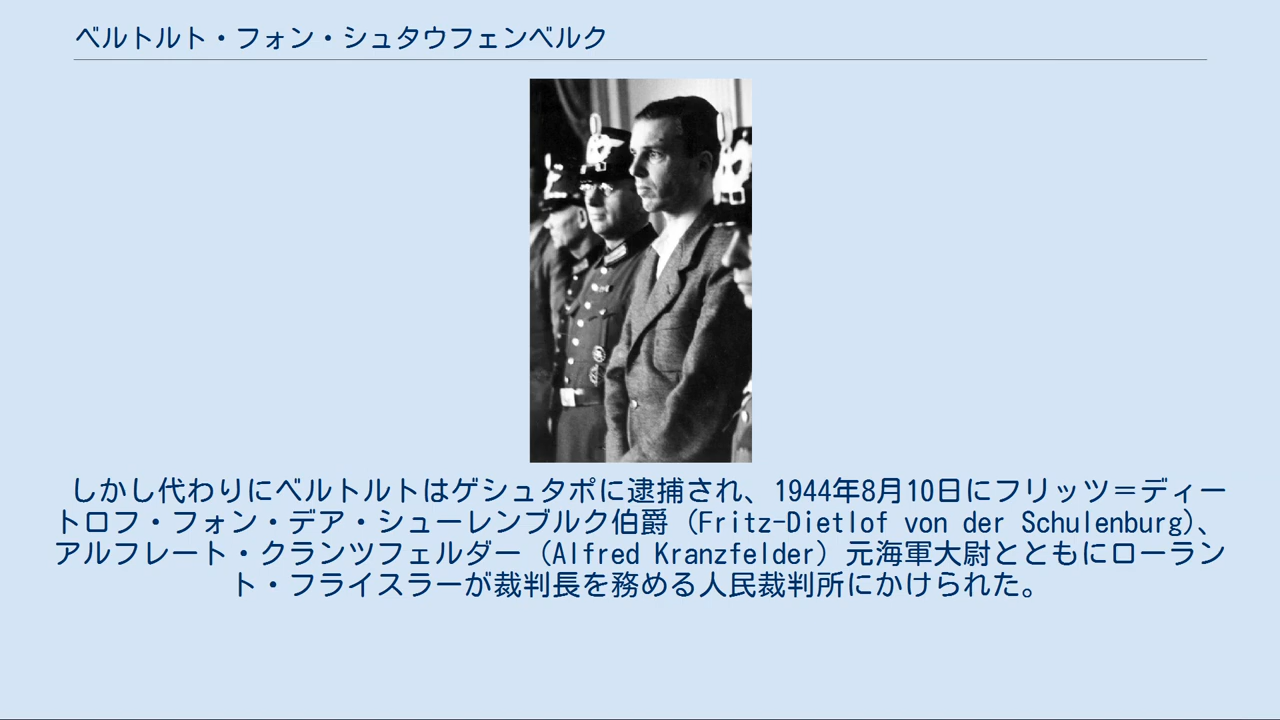 ベルトルト・フォン・シュタウフェンベルク
しかし代わりにベルトルトはゲシュタポに逮捕され、1944年8月10日にフリッツ＝ディー
トロフ・フォン・デア・シューレンブルク伯爵（Fritz-Dietlof von der Schulenburg)、
アルフレート・クランツフェルダー（Alfred Kranzfelder）元海軍大尉とともにローラン
ト・フライスラーが裁判長を務める人民裁判所にかけられた。